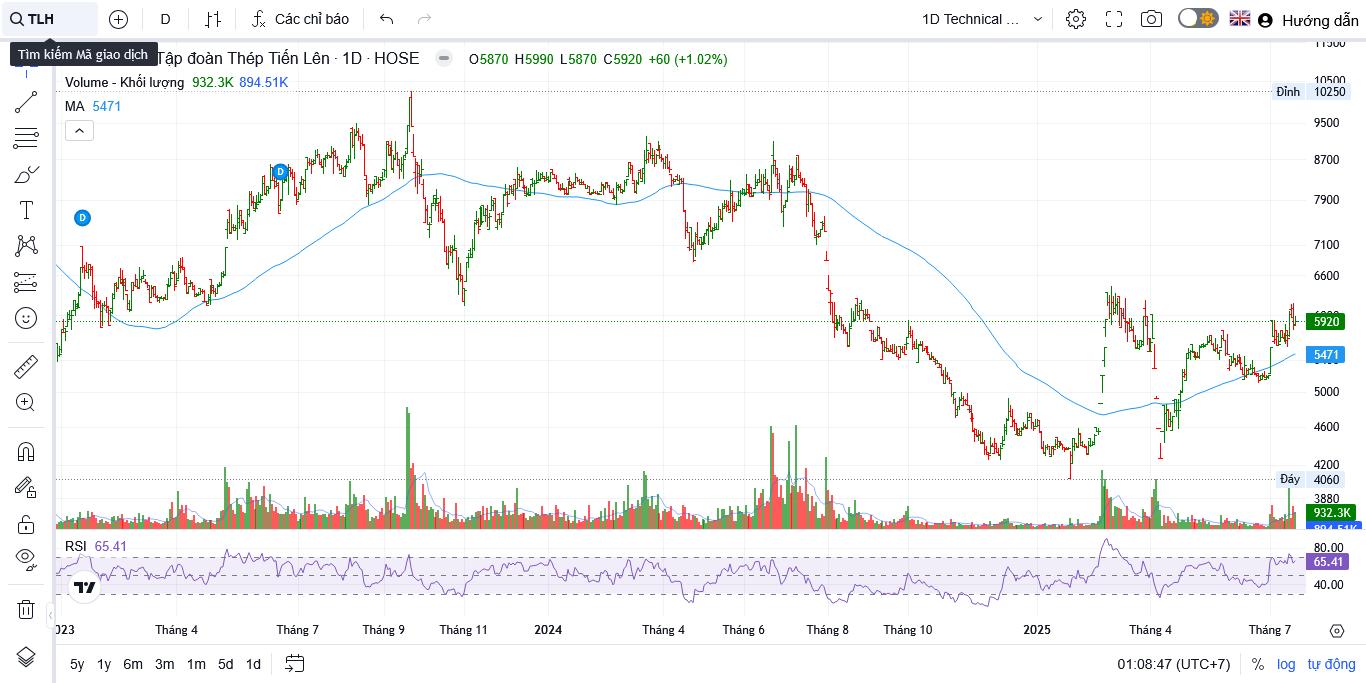 TLH
D
Các chỉ báo
1D Technical ...
Hướng dẫn
Tìm kiếm Mã giao dịch
Tập đoàn Thép Tiến Lên · 1D · HOSE
O5870 H5990 L5870 C5920 +60 (+1.02%)
Volume - Khối lượng 932.3K 894.51K
MA 5471
D
D
11500
10500
Đỉnh 10250
9500
8700
7900
7100
6600
5920
5471
5000
4600
4200
Đáy 4060
3880
932.3K
894.51K
RSI 65.41
80.00
65.41
40.00
2023 Tháng 4 Tháng 7 Tháng 9 Tháng 11 2024 Tháng 4 Tháng 6 Tháng 8 Tháng 10 2025 Tháng 4 Tháng 7
5y 1y 6m 3m 1m 5d 1d
01:08:47 (UTC+7) % log tự động